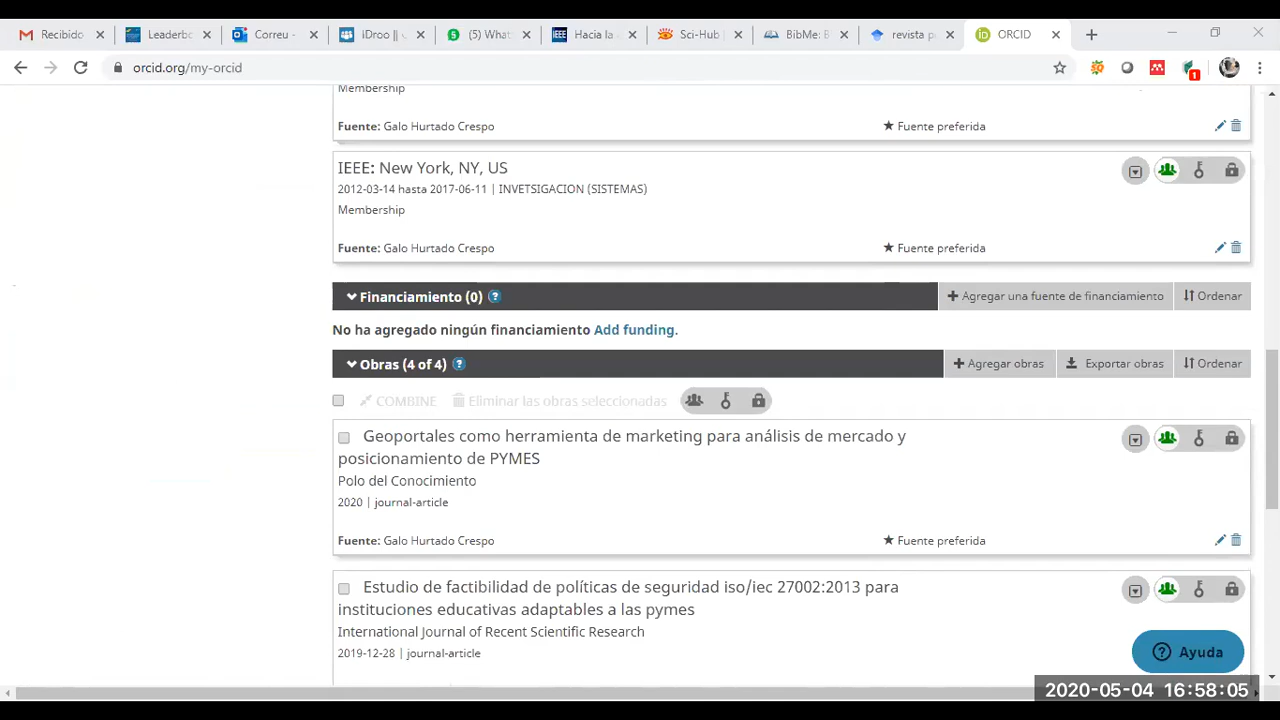 Recibido
Leaderbo
Correu -
IDroo ||
(5) What
Hacia la
Sci-Hub
BibMe: B
revista p
ORCID
orcid.org/my-orcid
1
Membership
Fuente: Galo Hurtado Crespo
Fuente preferida
IEEE: New York, NY, US
2012-03-14 hasta 2017-06-11 | INVETSIGACION (SISTEMAS)
Membership
Fuente: Galo Hurtado Crespo
Fuente preferida
Financiamiento (0)
Agregar una fuente de financiamiento
Ordenar
No ha agregado ningún financiamiento Add funding.
Obras (4 of 4)
Agregar obras
Exportar obras
Ordenar
COMBINE
Eliminar las obras seleccionadas
Geoportales como herramienta de marketing para análisis de mercado y
posicionamiento de PYMES
Polo del Conocimiento
2020 | journal-article
Fuente: Galo Hurtado Crespo
Fuente preferida
Estudio de factibilidad de políticas de seguridad iso/iec 27002:2013 para
instituciones educativas adaptables a las pymes
International Journal of Recent Scientific Research
2019-12-28 | journal-article
Ayuda
2020-05-04 16:58:05